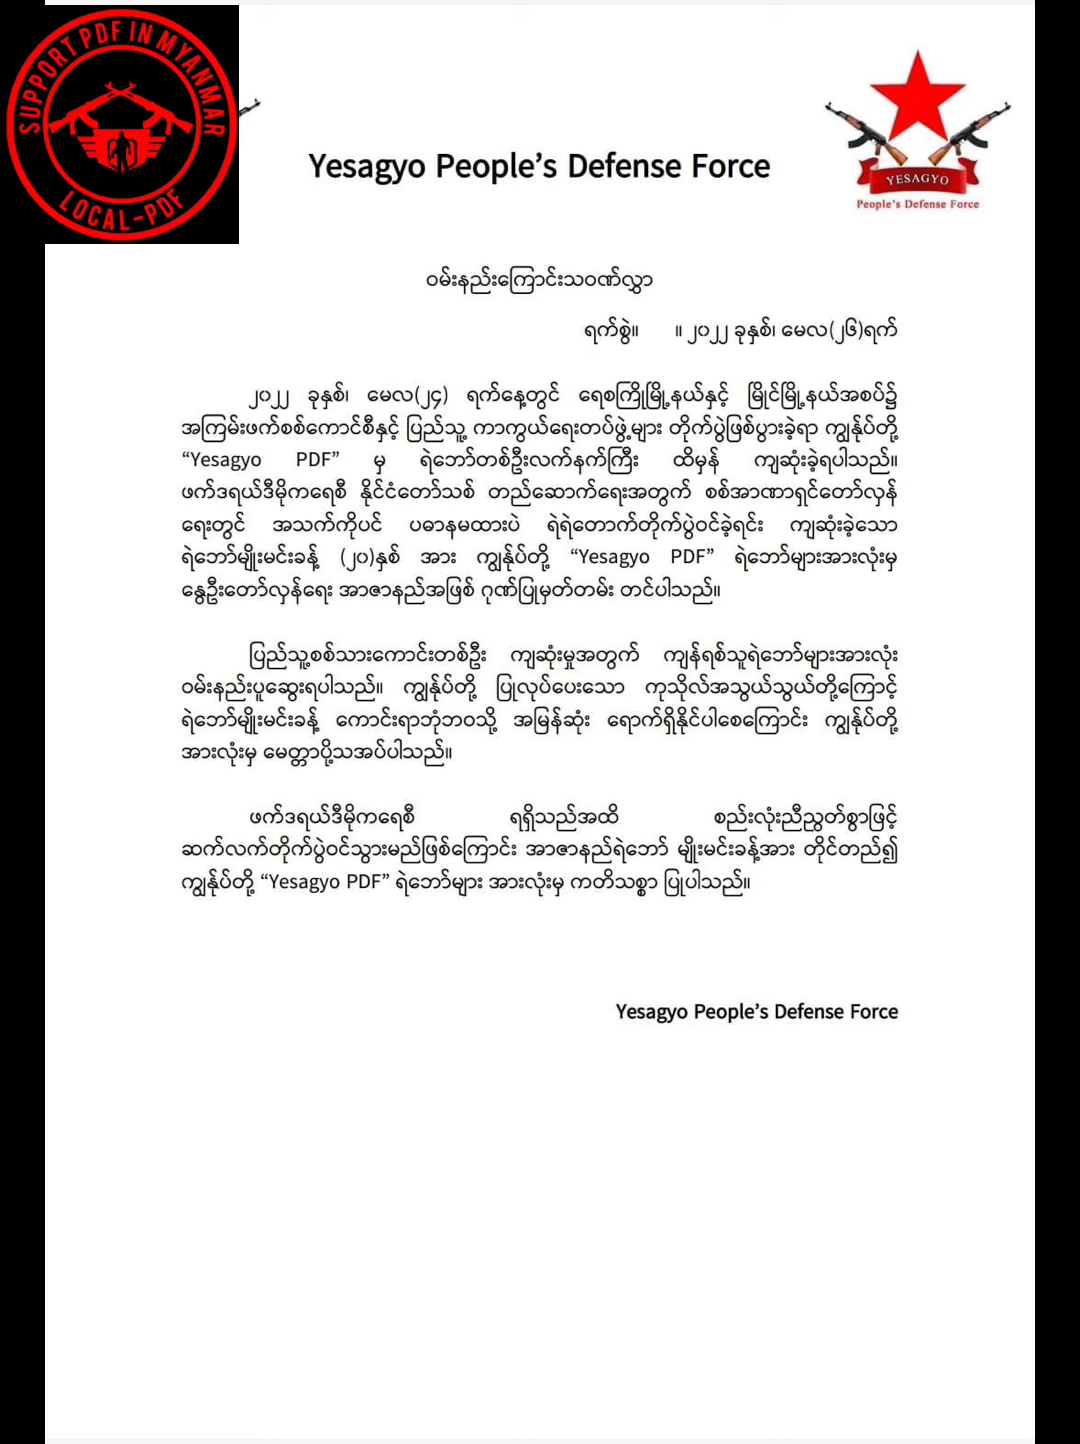 SUPPORT PDF IN MYANMAR
LOCAL-PDF
Yesagyo People’s Defense Force
YESAGYO
People's Defense Force
ဝမ်းနည်းကြောင်းသဝဏ်လွှာ
ရက်စွဲ။ ။ ၂၀၂၂ ခုနှစ်၊ မေလ(၂၆)ရက်
၂၀၂၂ ခုနှစ်၊ မေလ(၂၄) ရက်နေ့တွင် ရေစကြိုမြို့နယ်နှင့် မြိုင်မြို့နယ်အစပ်၌
အကြမ်းဖက်စစ်ကောင်စီနှင့် ပြည်သူ့ ကာကွယ်ရေးတပ်ဖွဲ့များ တိုက်ပွဲဖြစ်ပွားခဲ့ရာ ကျွန်ုပ်တို့
“Yesagyo PDF” မှ ရဲဘော်တစ်ဦးလက်နက်ကြီး ထိမှန် ကျဆုံးခဲ့ရပါသည်။
ဖက်ဒရယ်ဒီမိုကရေစီ နိုင်ငံတော်သစ် တည်ဆောက်ရေးအတွက် စစ်အာဏာရှင်တော်လှန်
ရေးတွင် အသက်ကိုပင် ပဓာနမထားပဲ ရဲရဲတောက်တိုက်ပွဲဝင်ခဲ့ရင်း ကျဆုံးခဲ့သော
ရဲဘော်မျိုးမင်းခန့် (၂၀)နှစ် အား ကျွန်ုပ်တို့ “Yesagyo PDF” ရဲဘော်များအားလုံးမှ
နွေဦးတော်လှန်ရေး အာဇာနည်အဖြစ် ဂုဏ်ပြုမှတ်တမ်း တင်ပါသည်။
ပြည်သူ့စစ်သားကောင်းတစ်ဦး ကျဆုံးမှုအတွက် ကျန်ရစ်သူရဲဘော်များအားလုံး
ဝမ်းနည်းပူဆွေးရပါသည်။ ကျွန်ုပ်တို့ ပြုလုပ်ပေးသော ကုသိုလ်အသွယ်သွယ်တို့ကြောင့်
ရဲဘော်မျိုးမင်းခန့် ကောင်းရာဘုံဘဝသို့ အမြန်ဆုံး ရောက်ရှိနိုင်ပါစေကြောင်း ကျွန်ုပ်တို့
အားလုံးမှ မေတ္တာပို့သအပ်ပါသည်။
ဖက်ဒရယ်ဒီမိုကရေစီ ရရှိသည်အထိ စည်းလုံးညီညွတ်စွာဖြင့်
ဆက်လက်တိုက်ပွဲဝင်သွားမည်ဖြစ်ကြောင်း အာဇာနည်ရဲဘော် မျိုးမင်းခန့်အား တိုင်တည်၍
ကျွန်ုပ်တို့ “Yesagyo PDF” ရဲဘော်များ အားလုံးမှ ကတိသစ္စာ ပြုပါသည်။
Yesagyo People’s Defense Force